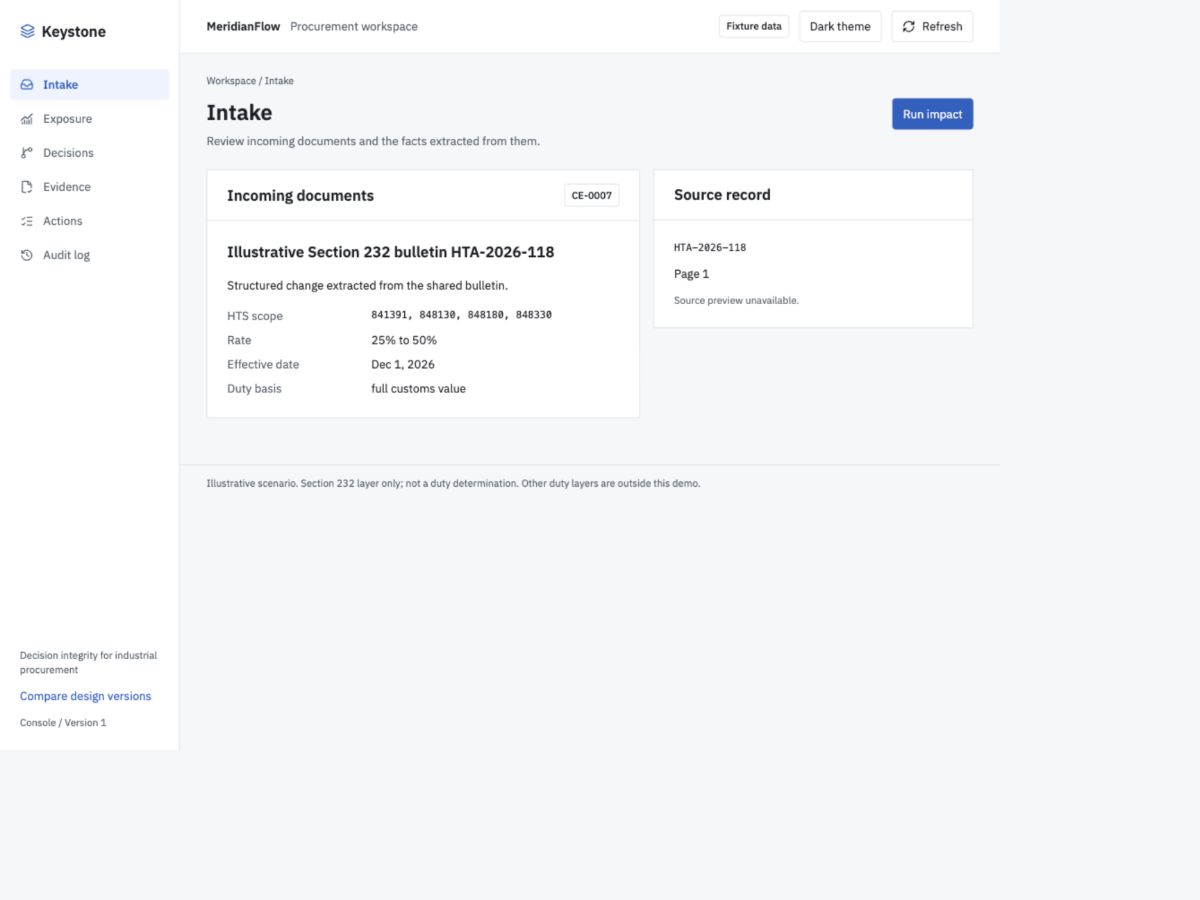 Keystone
Intake
Exposure
Decisions
Evidence
Actions
Audit log
Decision integrity for industrial
procurement
Compare design versions
Console / Version 1
MeridianFlow Procurement workspace
Fixture data
Dark theme
Refresh
Workspace / Intake
Intake
Review incoming documents and the facts extracted from them.
Run impact
Incoming documents
CE-0007
Illustrative Section 232 bulletin HTA-2026-118
Structured change extracted from the shared bulletin.
HTS scope 841391, 848130, 848180, 848330
Rate 25% to 50%
Effective date Dec 1, 2026
Duty basis full customs value
Source record
HTA-2026-118
Page 1
Source preview unavailable.
Illustrative scenario. Section 232 layer only; not a duty determination. Other duty layers are outside this demo.